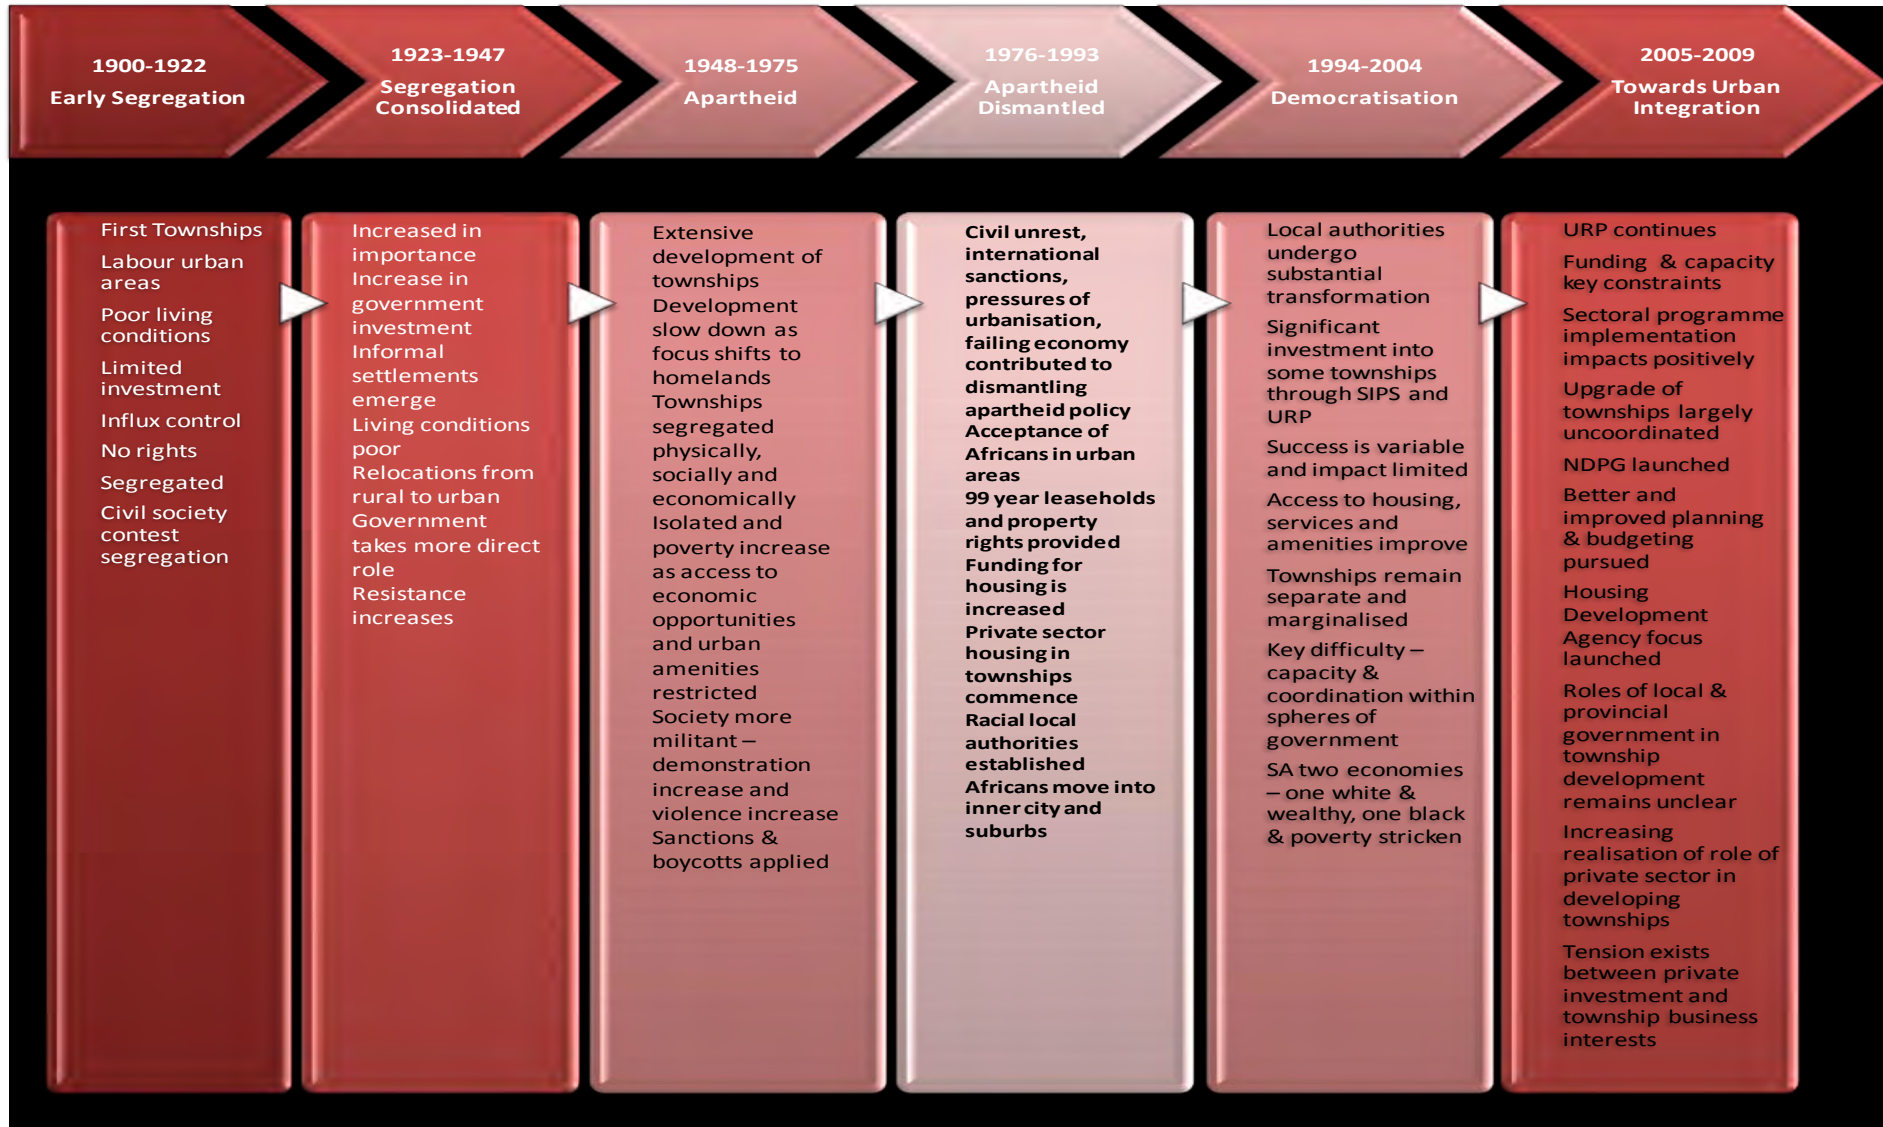 1900-1922
Early Segregation
1923-1947
Segregation
Consolidated
1948-1975
Apartheid
1976-1993
Apartheid
Dismantled
1994-2004
Democratisation
2005-2009
Towards Urban
Integration
First Townships
Labour urban
areas
Poor living
conditions
Limited
investment
Influx control
No rights
Segregated
Civil society
contest
segregation
Increased in
importance
Increase in
government
investment
Informal
settlements
emerge
Living conditions
poor
Relocations from
rural to urban
Government
takes more direct
role
Resistance
increases
Extensive
development of
townships
Development
slow down as
focus shifts to
homelands
Townships
segregated
physically,
socially and
economically
Isolated and
poverty increase
as access to
economic
opportunities
and urban
amenities
restricted
Society more
militant –
demonstration
increase and
violence increase
Sanctions &
boycotts applied
Civil unrest,
international
sanctions,
pressures of
urbanisation,
failing economy
contributed to
dismantling
apartheid policy
Acceptance of
Africans in urban
areas
99 year leaseholds
and property
rights provided
Funding for
housing is
increased
Private sector
housing in
townships
commence
Racial local
authorities
established
Africans move into
inner city and
suburbs
Local authorities
undergo
substantial
transformation
Significant
investment into
some townships
through SIPS and
URP
Success is variable
and impact limited
Access to housing,
services and
amenities improve
Townships remain
separate and
marginalised
Key difficulty –
capacity &
coordination within
spheres of
government
SA two economies
– one white &
wealthy, one black
& poverty stricken
URP continues
Funding & capacity
key constraints
Sectoral programme
implementation
impacts positively
Upgrade of
townships largely
uncoordinated
NDPG launched
Better and
improved planning
& budgeting
pursued
Housing
Development
Agency focus
launched
Roles of local &
provincial
government in
township
development
remains unclear
Increasing
realisation of role of
private sector in
developing
townships
Tension exists
between private
investment and
township business
interests